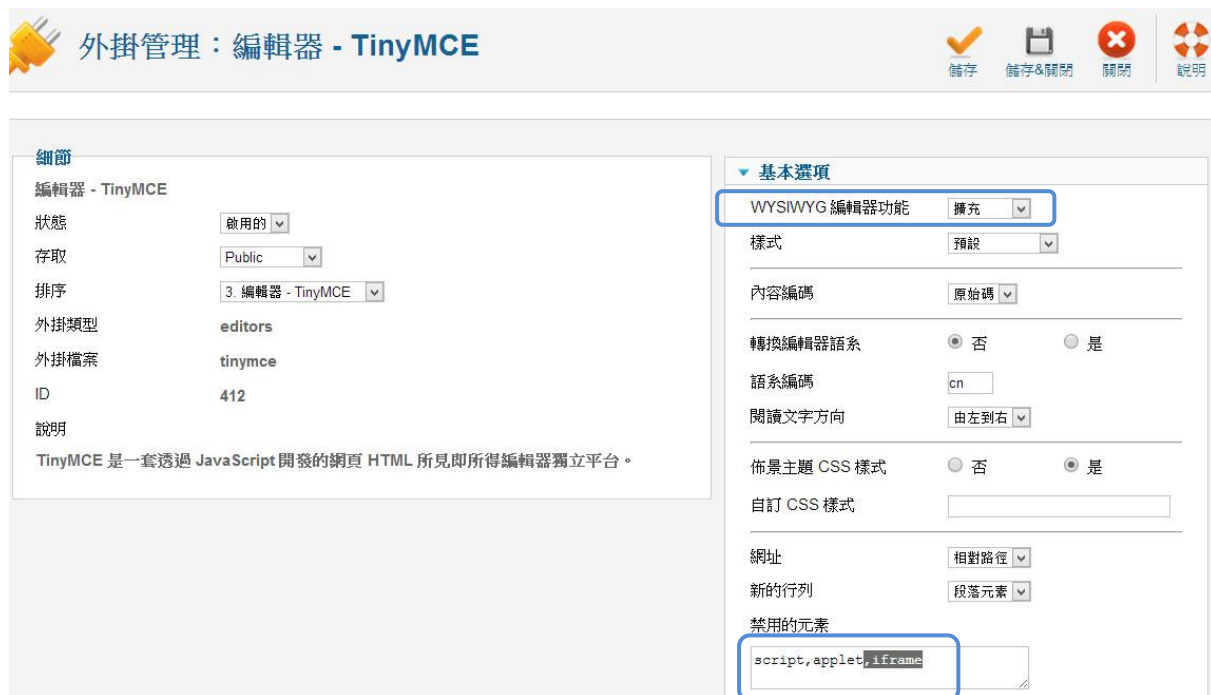 外掛管理：編輯器 - TinyMCE
儲存
儲存&關閉
關閉
說明
細節
編輯器 - TinyMCE
狀態 啟用的
存取 Public
排序 3. 編輯器 - TinyMCE
外掛類型 editors
外掛檔案 tinymce
ID 412
說明
TinyMCE 是一套透過 JavaScript 開發的網頁 HTML 所見即所得編輯器獨立平台。
基本選項
WYSIWYG 編輯器功能 擴充
樣式 預設
內容編碼 原始碼
轉換編輯器語系 否 是
語系編碼 cn
閱讀文字方向 由左到右
佈景主題 CSS 樣式 否 是
自訂 CSS 樣式
網址 相對路徑
新的行列 段落元素
禁用的元素
script,applet,iframe